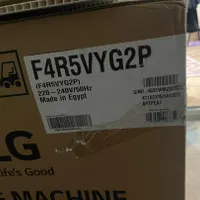 F4R5VYG2P
(F4R5VYG2P)
220-240V/50Hz
Made in Egypt
LG
Life's Good
MACHINE